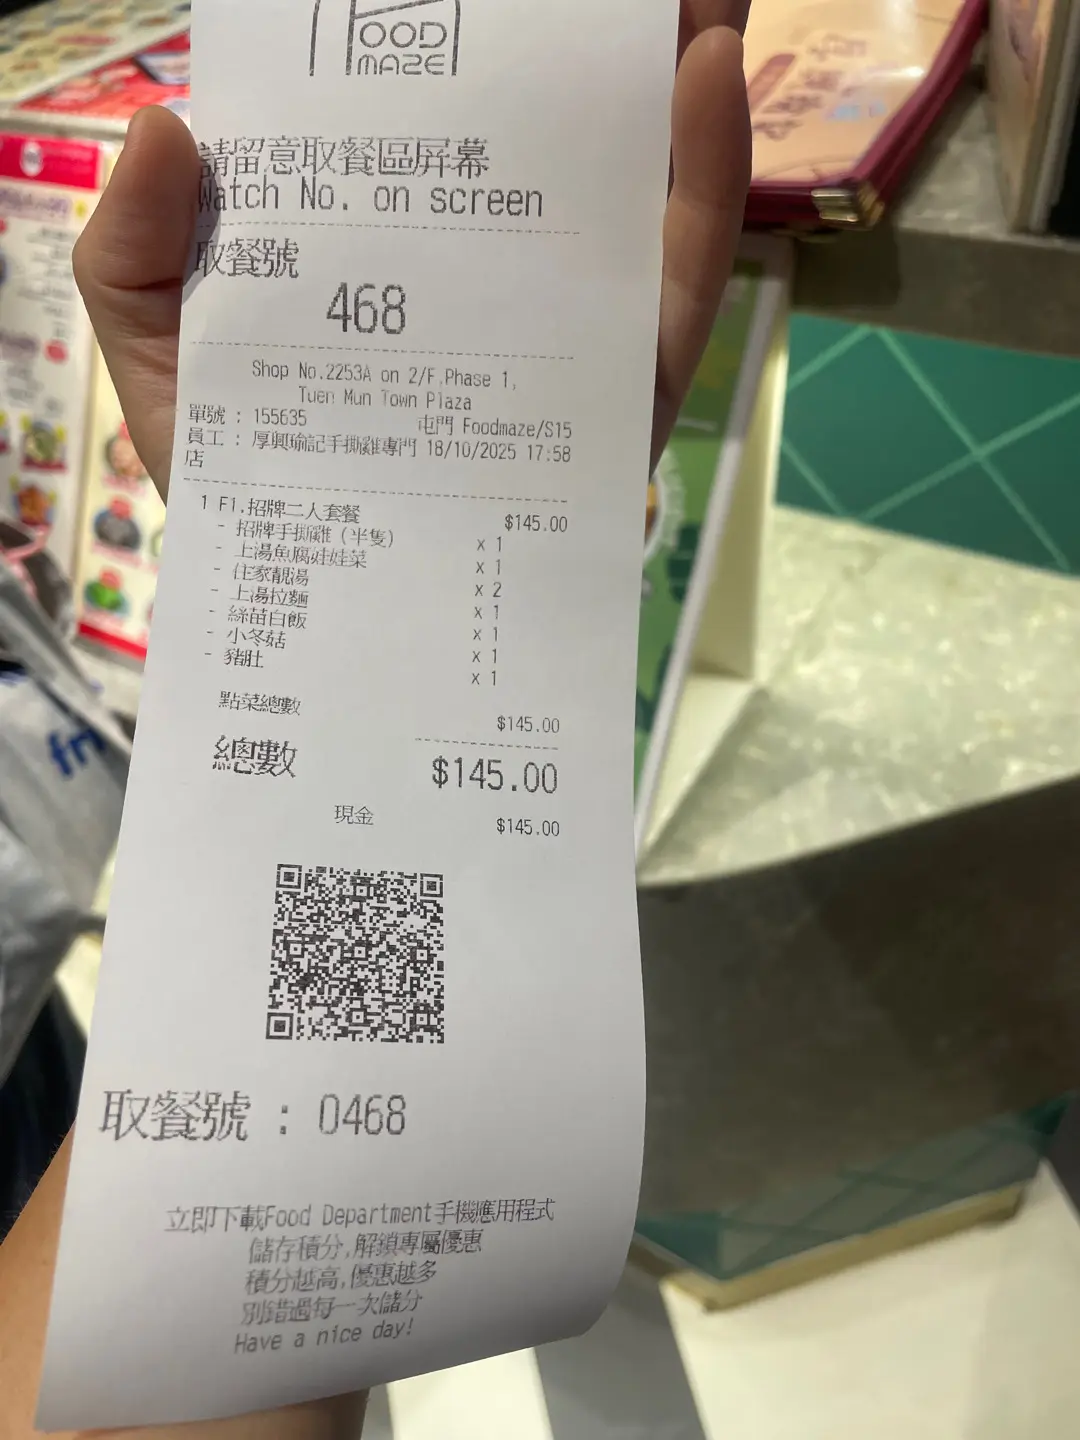 FOOD
MAZE
請留意取餐區屏幕
Watch No. on screen
取餐號
468
Shop No.2253A on 2/F,Phase 1,
Tuen Mun Town Plaza
單號 : 155635 屯門 Foodmaze/S15
員工 : 厚興瑜記手撕雞專門 18/10/2025 17:58
店
1 F1.招牌二人套餐 $145.00
- 招牌手撕雞 (半隻) x 1
- 上湯魚腐娃娃菜 x 1
- 住家靚湯 x 2
- 上湯拉麵 x 1
- 絲苗白飯 x 1
- 小冬菇 x 1
- 豬肚 x 1
點菜總數 $145.00
總數 $145.00
現金 $145.00
取餐號 : 0468
立即下載Food Department手機應用程式
儲存積分,解鎖專屬優惠
積分越高,優惠越多
別錯過每一次儲分
Have a nice day!